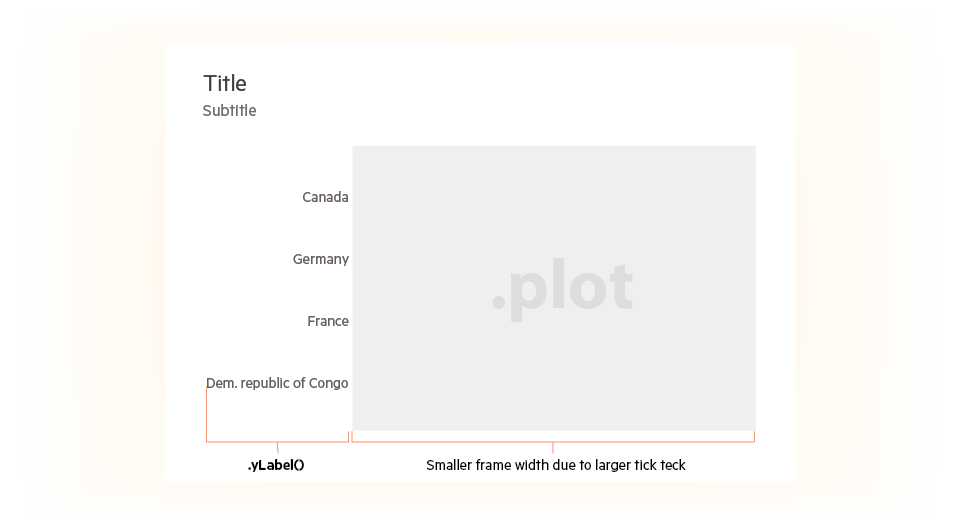 Title
Subtitle
Canada
Germany
.plot
France
Dem. republic of Congo
.yLabel()
Smaller frame width due to larger tick teck